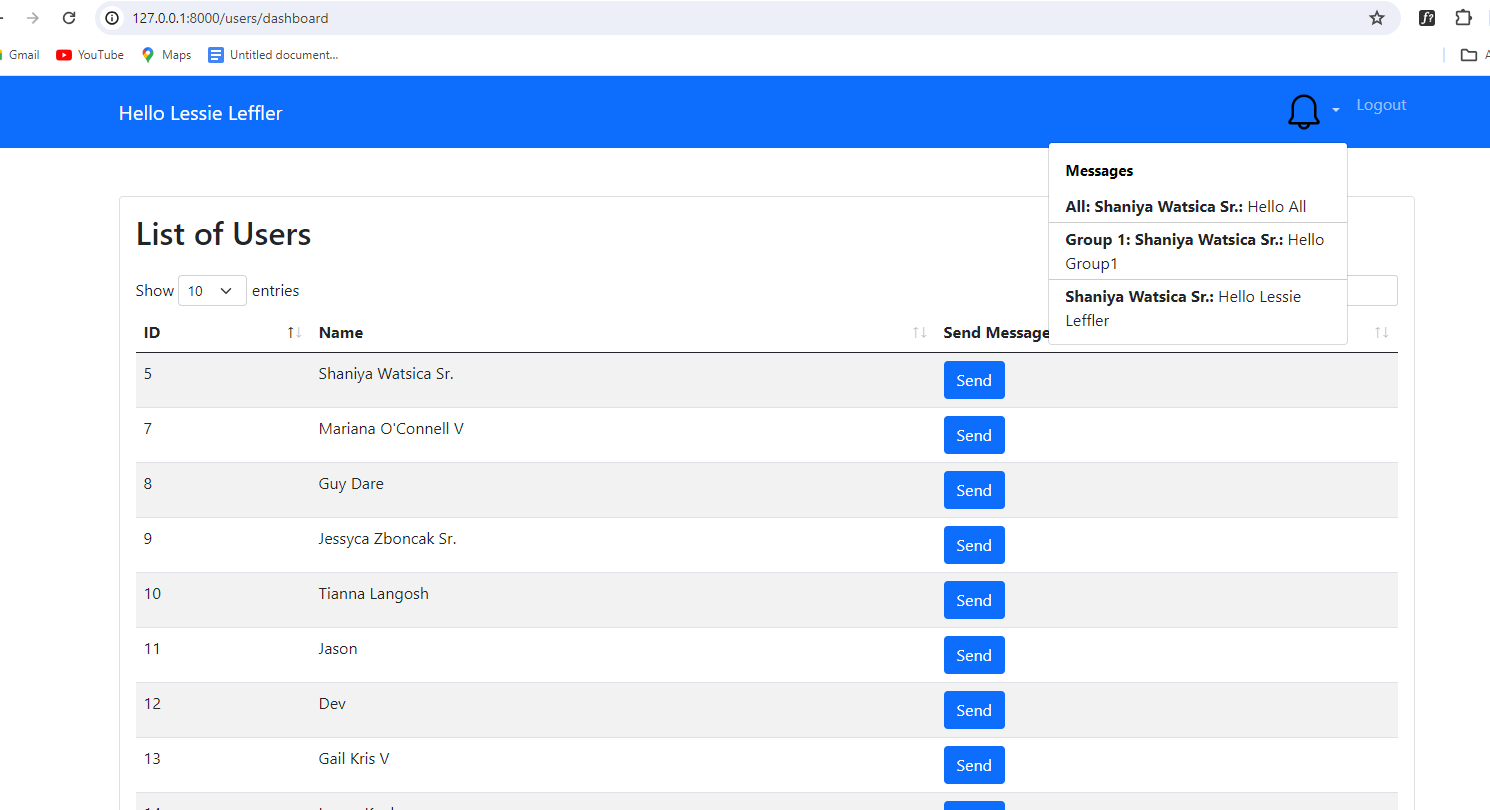 127.0.0.1:8000/users/dashboard
Gmail YouTube Maps Untitled document...
Hello Lessie Leffler
Logout
Messages
All: Shaniya Watsica Sr.: Hello All
Group 1: Shaniya Watsica Sr.: Hello
Group1
Shaniya Watsica Sr.: Hello Lessie
Leffler
List of Users
Show 10 entries
ID Name Send Message
5 Shaniya Watsica Sr. Send
7 Mariana O'Connell V Send
8 Guy Dare Send
9 Jessyca Zboncak Sr. Send
10 Tianna Langosh Send
11 Jason Send
12 Dev Send
13 Gail Kris V Send